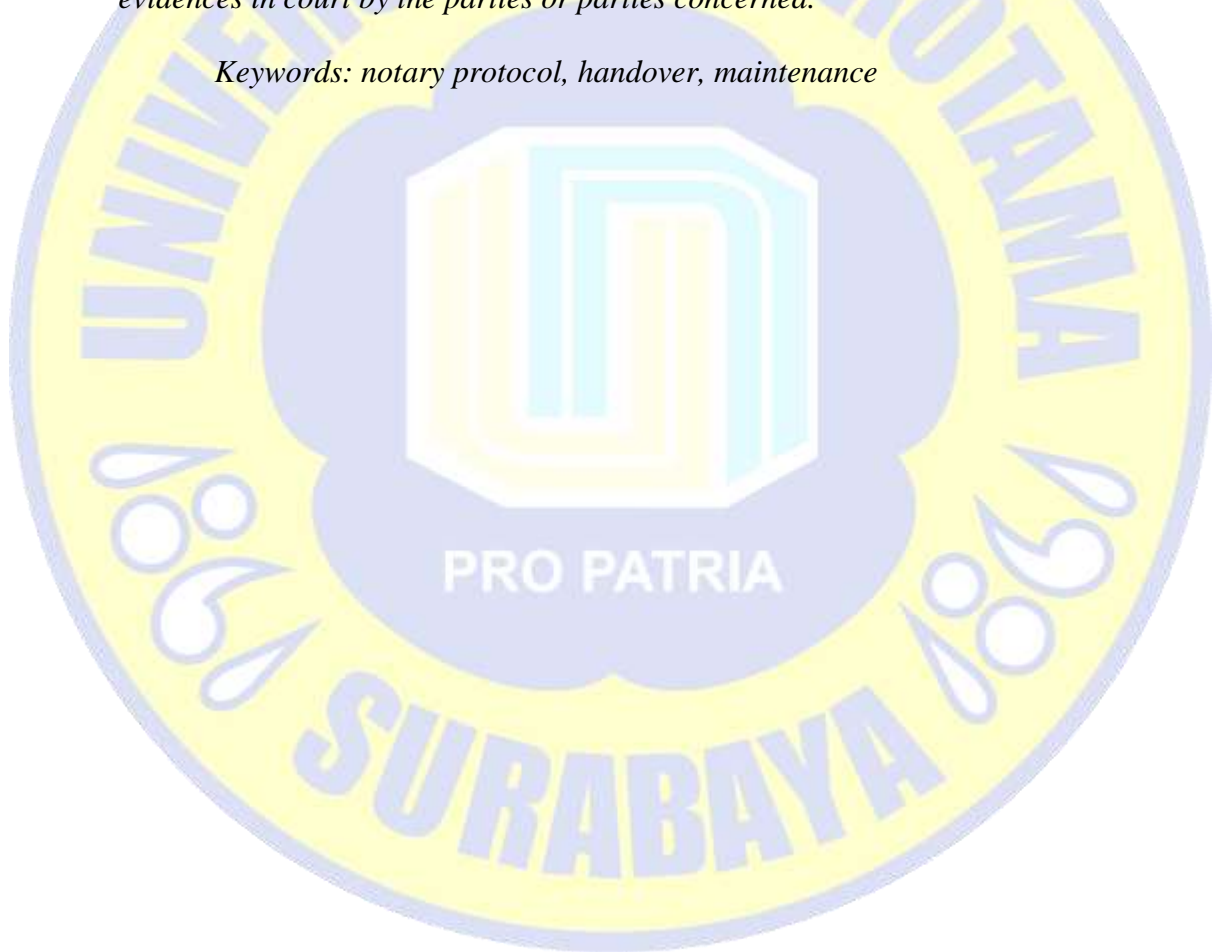 evidences in court by the parties or parties concerned.
Keywords: notary protocol, handover, maintenance
PRO PATRIA
SURABAYA